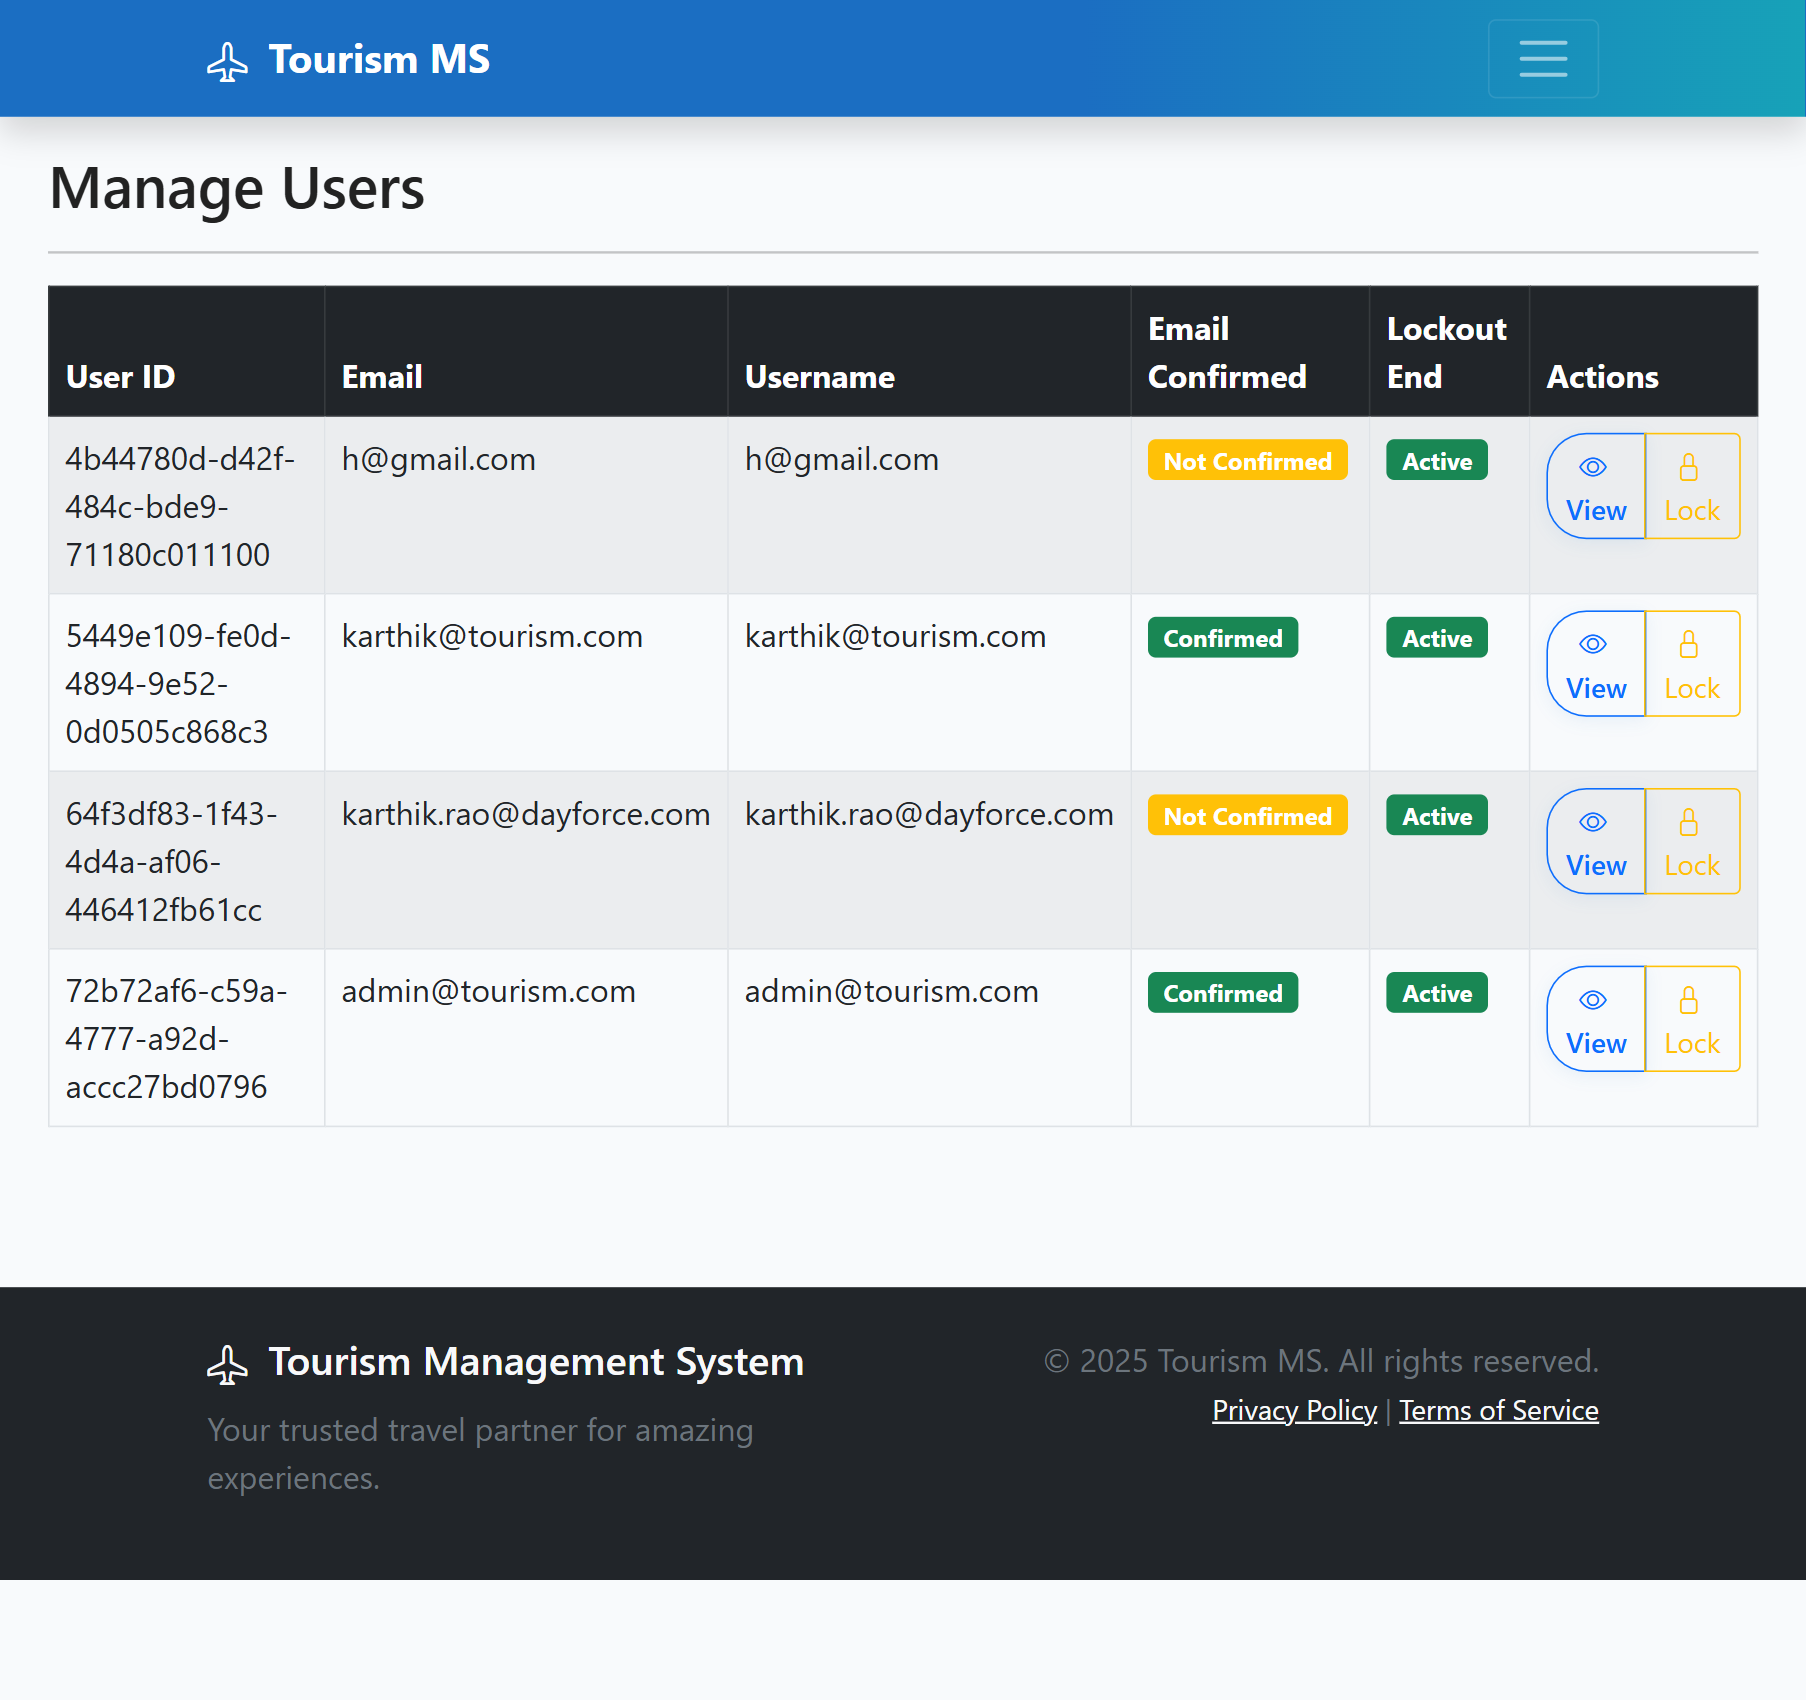 Tourism MS
Manage Users
User ID
Email
Username
Email
Confirmed
Lockout
End
Actions
4b44780d-d42f-
484c-bde9-
71180c011100
h@gmail.com
h@gmail.com
Not Confirmed
Active
View
Lock
5449e109-fe0d-
4894-9e52-
0d0505c868c3
karthik@tourism.com
karthik@tourism.com
Confirmed
Active
View
Lock
64f3df83-1f43-
4d4a-af06-
446412fb61cc
karthik.rao@dayforce.com
karthik.rao@dayforce.com
Not Confirmed
Active
View
Lock
72b72af6-c59a-
4777-a92d-
accc27bd0796
admin@tourism.com
admin@tourism.com
Confirmed
Active
View
Lock
Tourism Management System
Your trusted travel partner for amazing
experiences.
© 2025 Tourism MS. All rights reserved.
Privacy Policy | Terms of Service